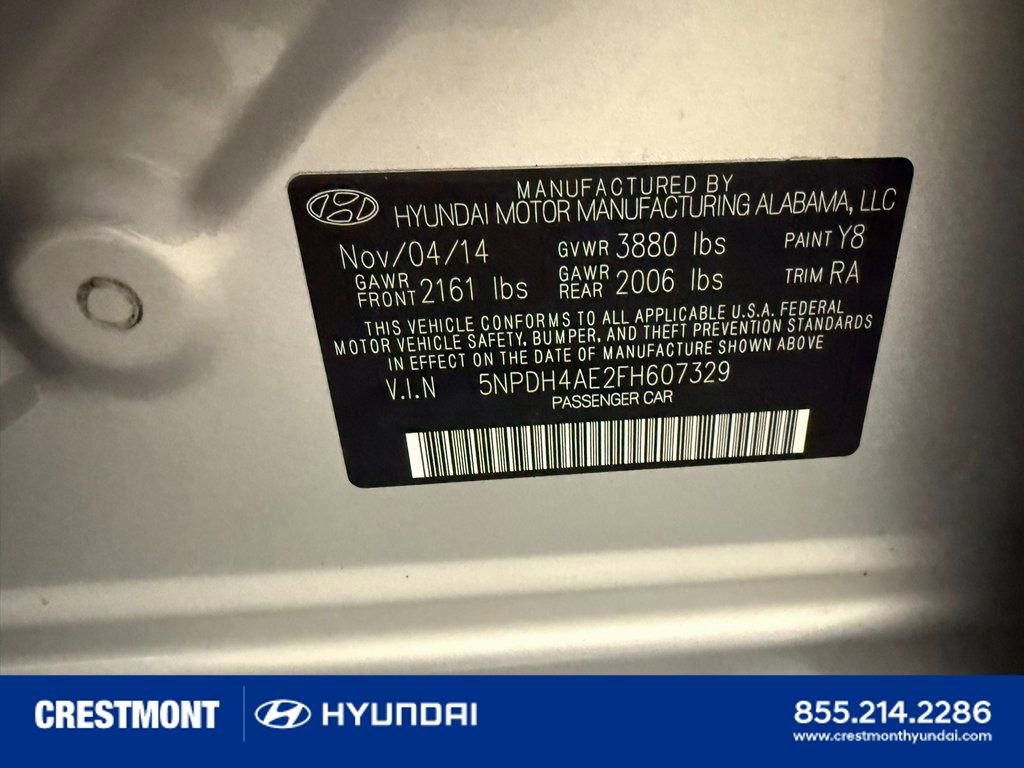 MANUFACTURED BY
HYUNDAI MOTOR MANUFACTURING ALABAMA, LLC
Nov/04/14 GVWR 3880 lbs PAINT Y8
GAWR FRONT 2161 lbs GAWR REAR 2006 lbs TRIM RA
THIS VEHICLE CONFORMS TO ALL APPLICABLE U.S.A. FEDERAL
MOTOR VEHICLE SAFETY, BUMPER, AND THEFT PREVENTION STANDARDS
IN EFFECT ON THE DATE OF MANUFACTURE SHOWN ABOVE
V.I.N 5NPDH4AE2FH607329
PASSENGER CAR
CRESTMONT HYUNDAI 855.214.2286
www.crestmonthyundai.com